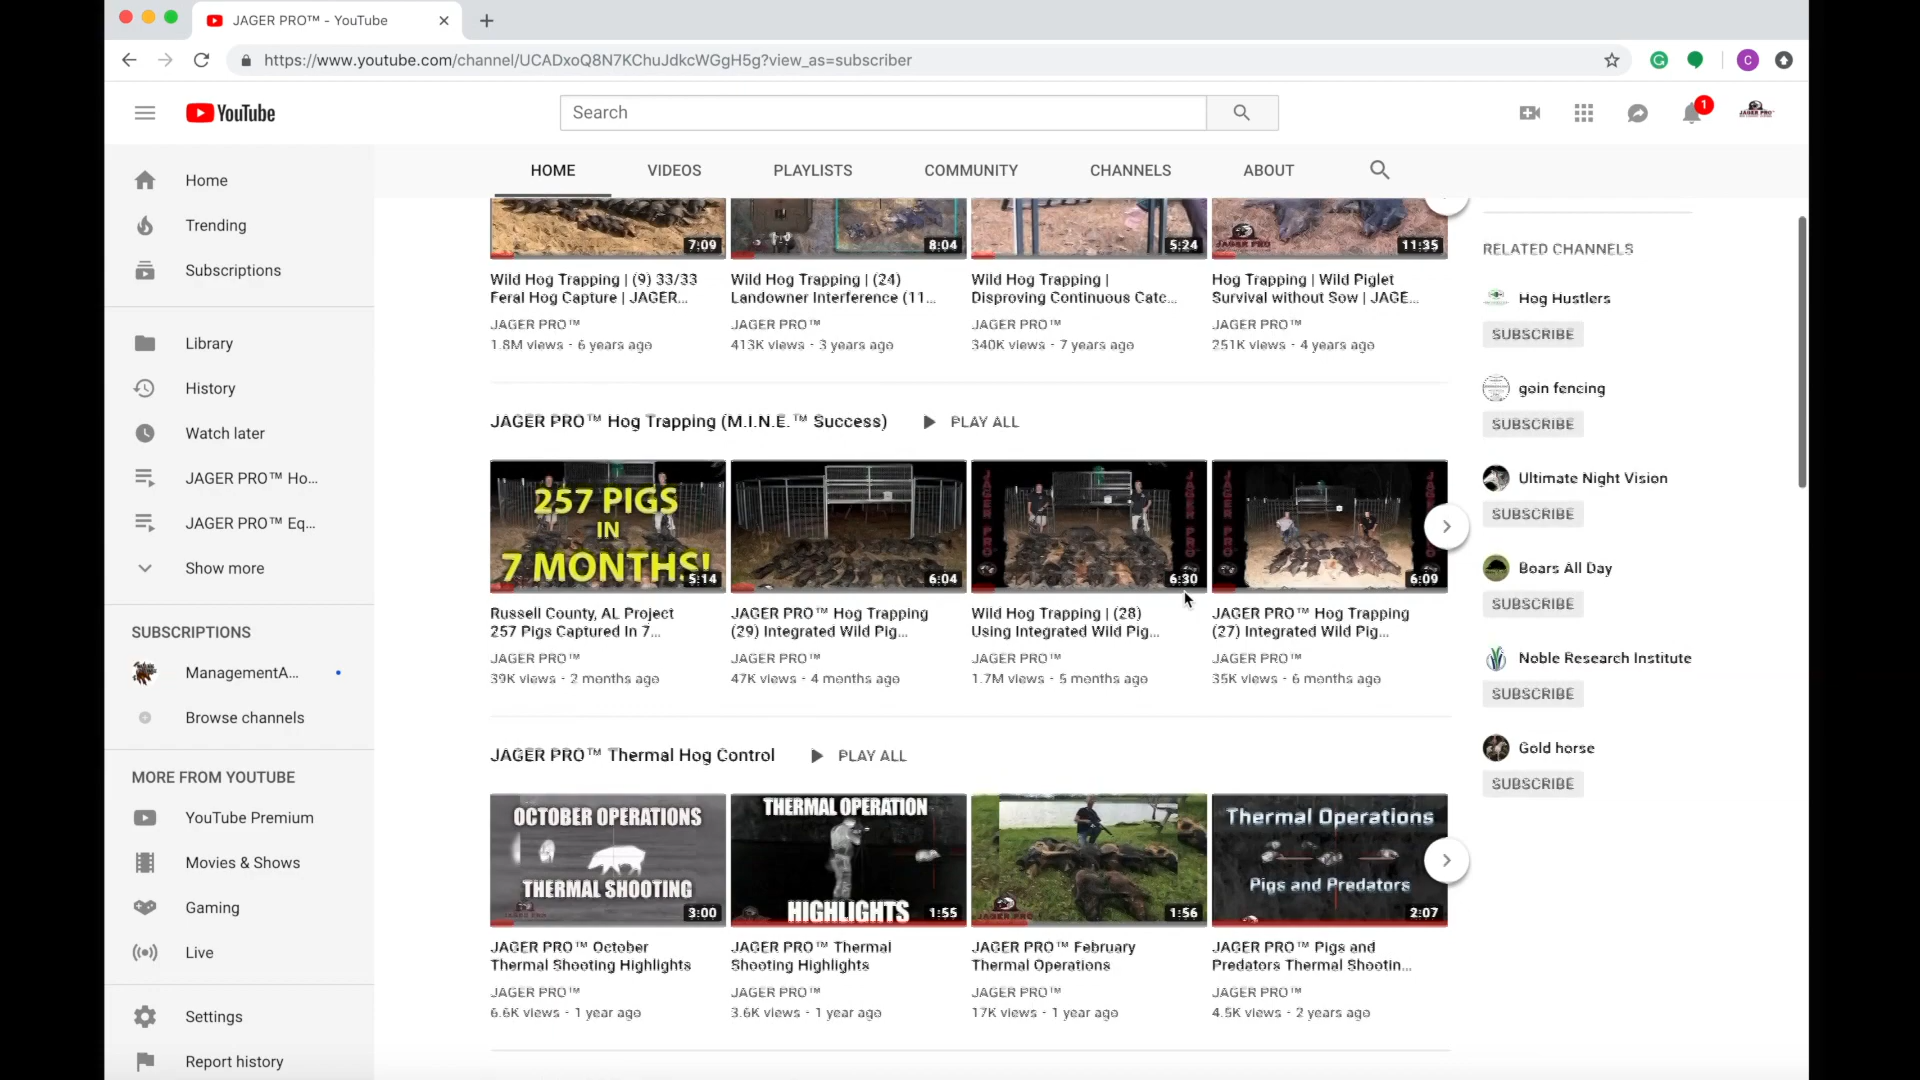 JAGER PRO™ - YouTube
https://www.youtube.com/channel/UCADxoQ8N7KChuJdkcWGgH5g?view_as=subscriber
C
YouTube
Search
1
JAGER PRO
HOME VIDEOS PLAYLISTS COMMUNITY CHANNELS ABOUT
Home
Trending
Subscriptions
Library
History
Watch later
JAGER PRO™ Ho...
JAGER PRO™ Eq...
Show more
SUBSCRIPTIONS
ManagementA...
Browse channels
MORE FROM YOUTUBE
YouTube Premium
Movies & Shows
Gaming
Live
Settings
Report history
7:09 8:04 5:24 JAGER PRO 11:35
Wild Hog Trapping | (9) 33/33
Feral Hog Capture | JAGER...
JAGER PRO™
1.8M views - 6 years ago
Wild Hog Trapping | (24)
Landowner Interference (11...
JAGER PRO™
413K views - 3 years ago
Wild Hog Trapping |
Disproving Continuous Catc...
JAGER PRO™
340K views - 7 years ago
Hog Trapping | Wild Piglet
Survival without Sow | JAGE...
JAGER PRO™
251K views - 4 years ago
JAGER PRO™ Hog Trapping (M.I.N.E.™ Success) PLAY ALL
257 PIGS
IN
7 MONTHS!
5:14
6:04
JAGER PRO
JAGER PRO
6:30
JAGER PRO
JAGER PRO
6:09
Russell County, AL Project
257 Pigs Captured In 7...
JAGER PRO™
39K views - 2 months ago
JAGER PRO™ Hog Trapping
(29) Integrated Wild Pig...
JAGER PRO™
47K views - 4 months ago
Wild Hog Trapping | (28)
Using Integrated Wild Pig...
JAGER PRO™
1.7M views - 5 months ago
JAGER PRO™ Hog Trapping
(27) Integrated Wild Pig...
JAGER PRO™
35K views - 6 months ago
JAGER PRO™ Thermal Hog Control PLAY ALL
OCTOBER OPERATIONS
THERMAL SHOOTING
3:00
THERMAL OPERATION
HIGHLIGHTS
1:55
JAGER PRO
1:56
Thermal Operations
Pigs and Predators
2:07
JAGER PRO™ October
Thermal Shooting Highlights
JAGER PRO™
6.6K views - 1 year ago
JAGER PRO™ Thermal
Shooting Highlights
JAGER PRO™
3.6K views - 1 year ago
JAGER PRO™ February
Thermal Operations
JAGER PRO™
17K views - 1 year ago
JAGER PRO™ Pigs and
Predators Thermal Shootin...
JAGER PRO™
4.5K views - 2 years ago
RELATED CHANNELS
Hog Hustlers
SUBSCRIBE
goin fencing
SUBSCRIBE
Ultimate Night Vision
SUBSCRIBE
Boars All Day
SUBSCRIBE
Noble Research Institute
SUBSCRIBE
Gold horse
SUBSCRIBE